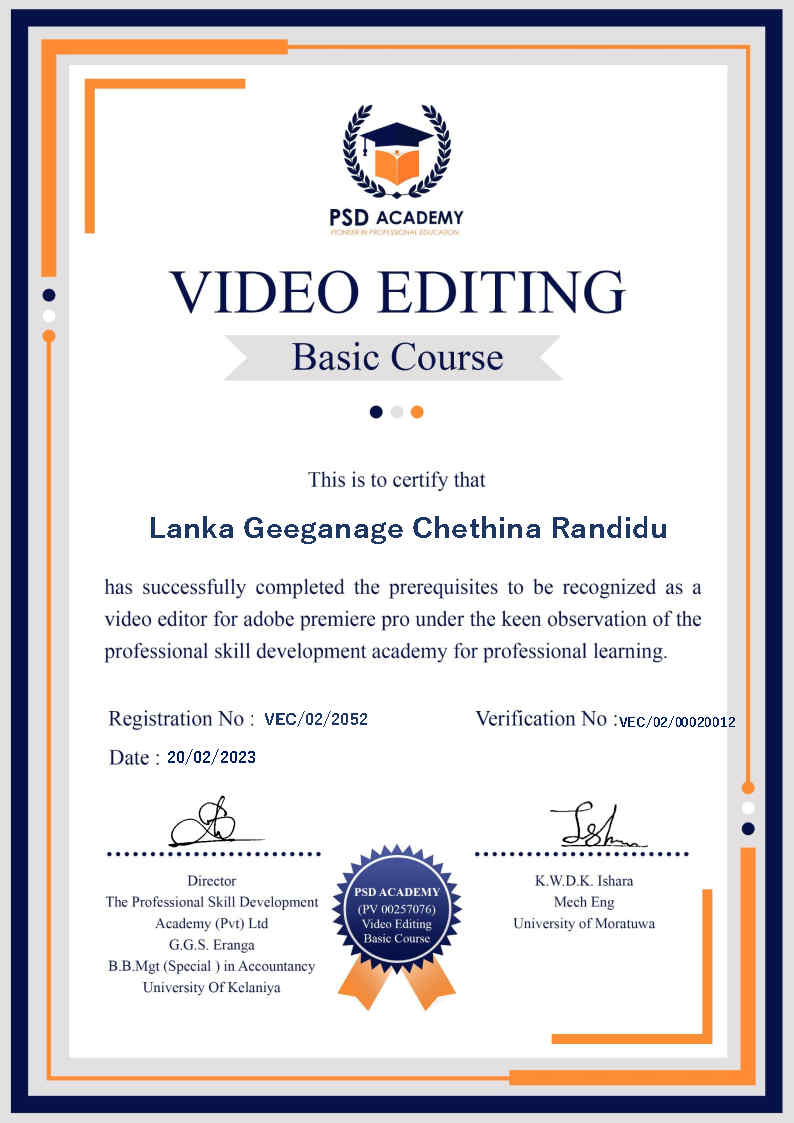 PSD ACADEMY
PIONEER IN PROFESSIONAL EDUCATION
VIDEO EDITING
Basic Course
This is to certify that
Lanka Geeganage Chethina Randidu
has successfully completed the prerequisites to be recognized as a
video editor for adobe premiere pro under the keen observation of the
professional skill development academy for professional learning.
Registration No : VEC/02/2052
Verification No :VEC/02/00020012
Date : 20/02/2023
Director
The Professional Skill Development
Academy (Pvt) Ltd
G.G.S. Eranga
B.B.Mgt (Special ) in Accountancy
University Of Kelaniya
PSD ACADEMY
(PV 00257076)
Video Editing
Basic Course
K.W.D.K. Ishara
Mech Eng
University of Moratuwa